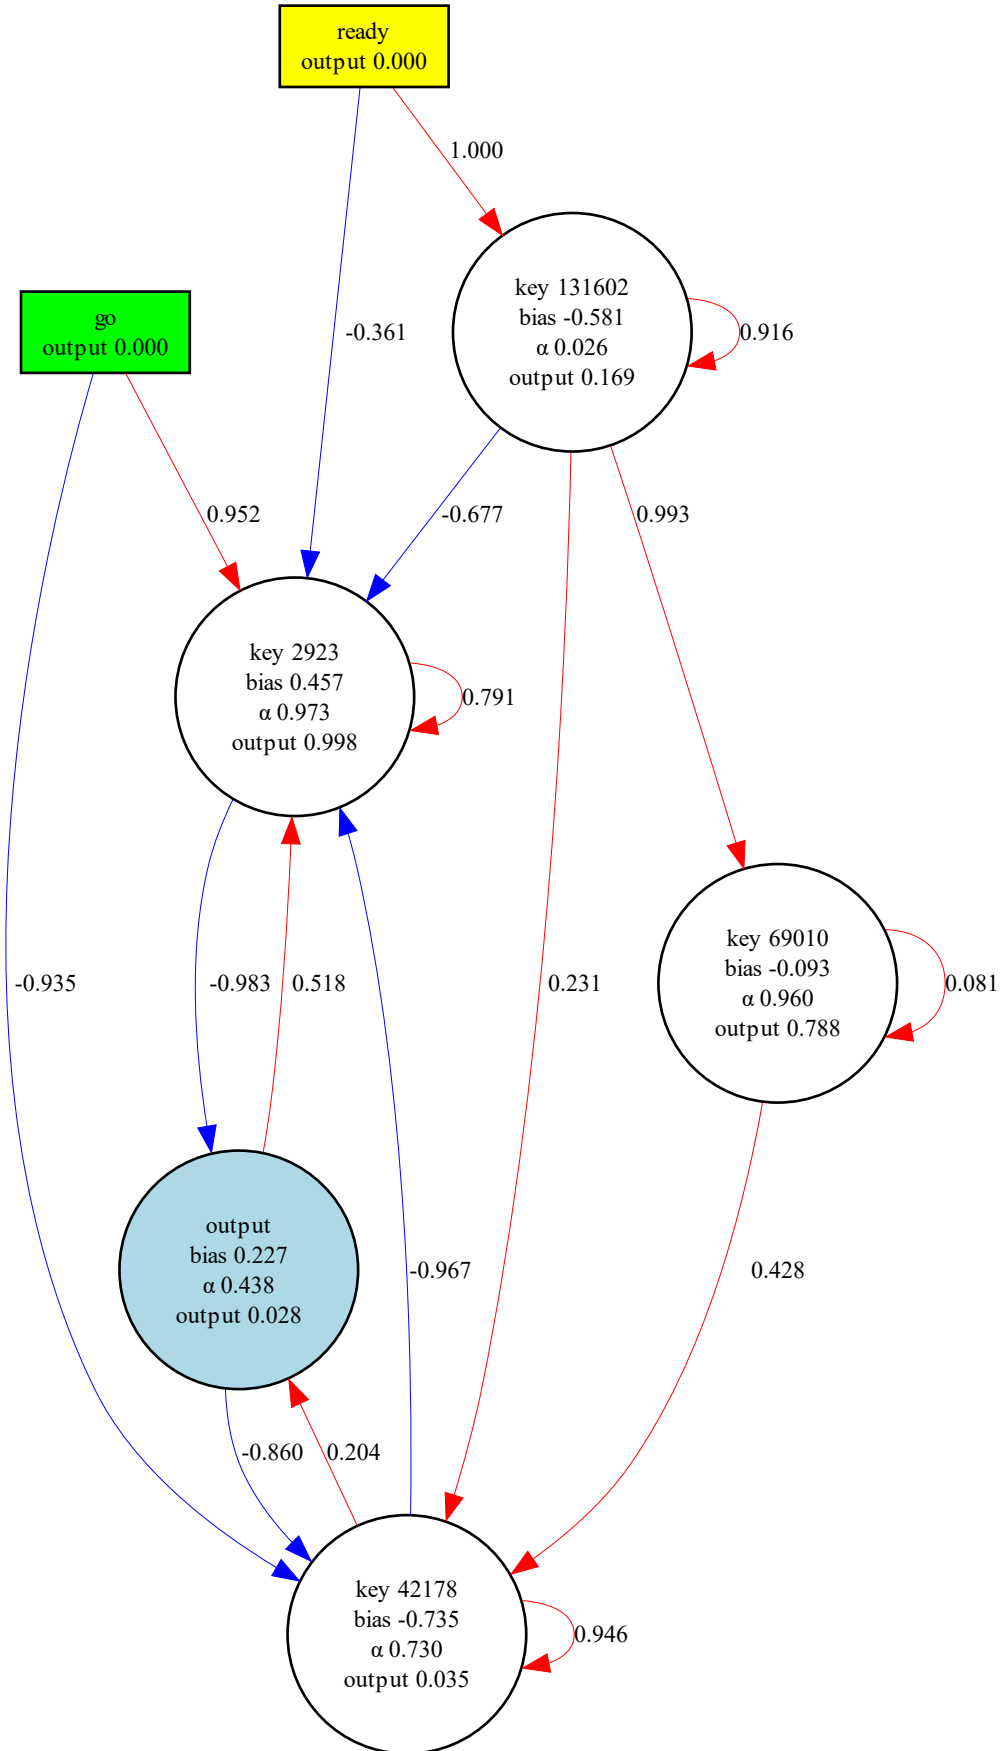 ready
output 0.000
1.000
key 131602
bias -0.581
α 0.026
output 0.169
0.916
go
output 0.000
-0.361
0.952
-0.677
0.993
key 2923
bias 0.457
α 0.973
output 0.998
0.791
key 69010
bias -0.093
α 0.960
output 0.788
0.081
-0.935
-0.983
0.518
0.231
output
bias 0.227
α 0.438
output 0.028
-0.967
0.428
-0.860
0.204
key 42178
bias -0.735
α 0.730
output 0.035
0.946